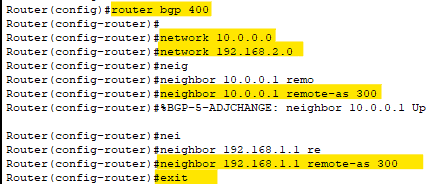 Router(config)#router bgp 400
Router(config-router)#
Router(config-router)#network 10.0.0.0
Router(config-router)#network 192.168.2.0
Router(config-router)#neig
Router(config-router)#neighbor 10.0.0.1 remo
Router(config-router)#neighbor 10.0.0.1 remote-as 300
Router(config-router)#%BGP-5-ADJCHANGE: neighbor 10.0.0.1 Up
Router(config-router)#nei
Router(config-router)#neighbor 192.168.1.1 re
Router(config-router)#neighbor 192.168.1.1 remote-as 300
Router(config-router)#exit